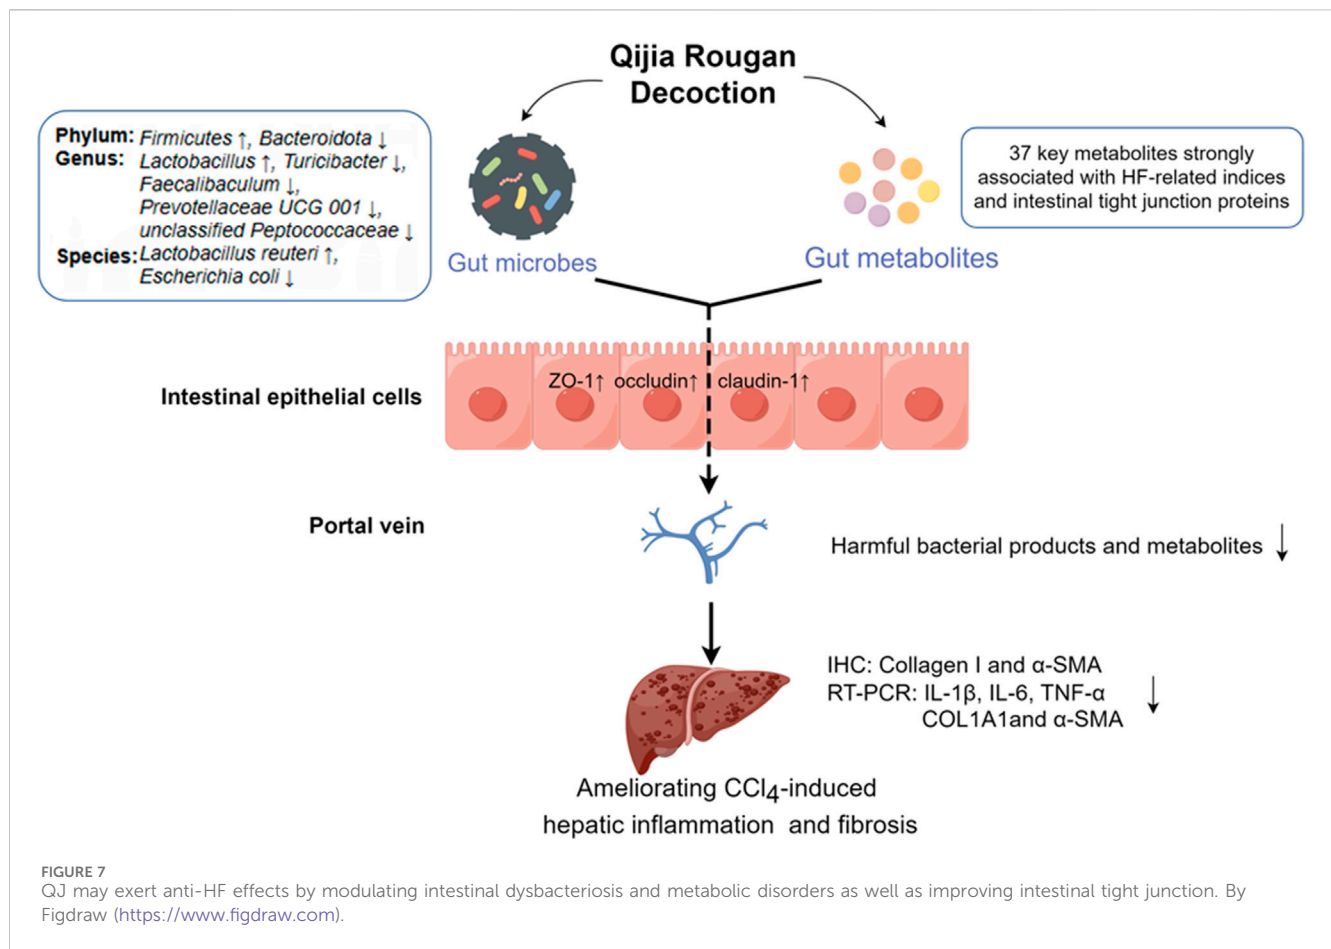 Qijia Rougan
Decoction
Phylum: Firmicutes ↑, Bacteroidota ↓
Genus: Lactobacillus ↑, Turicibacter ↓,
Faecalibaculum ↓,
Prevotellaceae UCG 001 ↓,
unclassified Peptococcaceae ↓
Species: Lactobacillus reuteri ↑,
Escherichia coli ↓
Gut microbes
Gut metabolites
37 key metabolites strongly
associated with HF-related indices
and intestinal tight junction proteins
Intestinal epithelial cells
ZO-1↑ occludin↑ claudin-1↑
Portal vein
Harmful bacterial products and metabolites ↓
IHC: Collagen I and α-SMA
RT-PCR: IL-1β, IL-6, TNF-α ↓
COL1A1and α-SMA
Ameliorating CCl4-induced
hepatic inflammation and fibrosis
FIGURE 7
QJ may exert anti-HF effects by modulating intestinal dysbacteriosis and metabolic disorders as well as improving intestinal tight junction. By
Figdraw (https://www.figdraw.com).